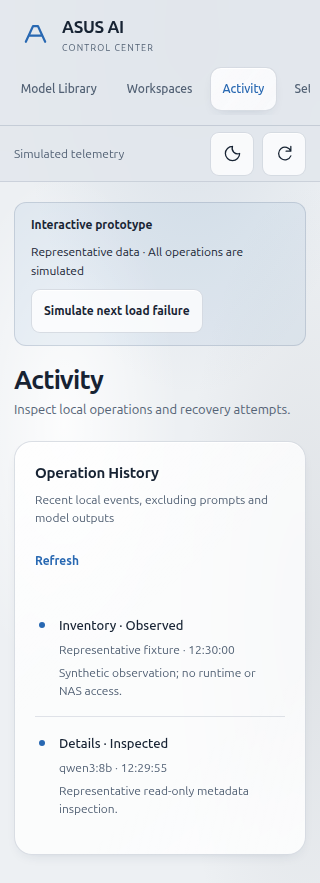 ASUS AI
CONTROL CENTER
Model Library Workspaces Activity Set
Simulated telemetry
Interactive prototype
Representative data · All operations are
simulated
Simulate next load failure
Activity
Inspect local operations and recovery attempts.
Operation History
Recent local events, excluding prompts and
model outputs
Refresh
Inventory · Observed
Representative fixture · 12:30:00
Synthetic observation; no runtime or
NAS access.
Details · Inspected
qwen3:8b · 12:29:55
Representative read-only metadata
inspection.